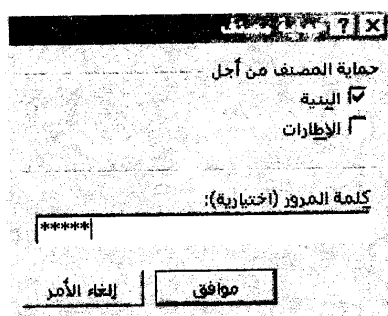 حماية المصنف من أجل
البنية
الإطارات
كلمة المرور (اختيارية):
*****
موافق
إلغاء الأمر